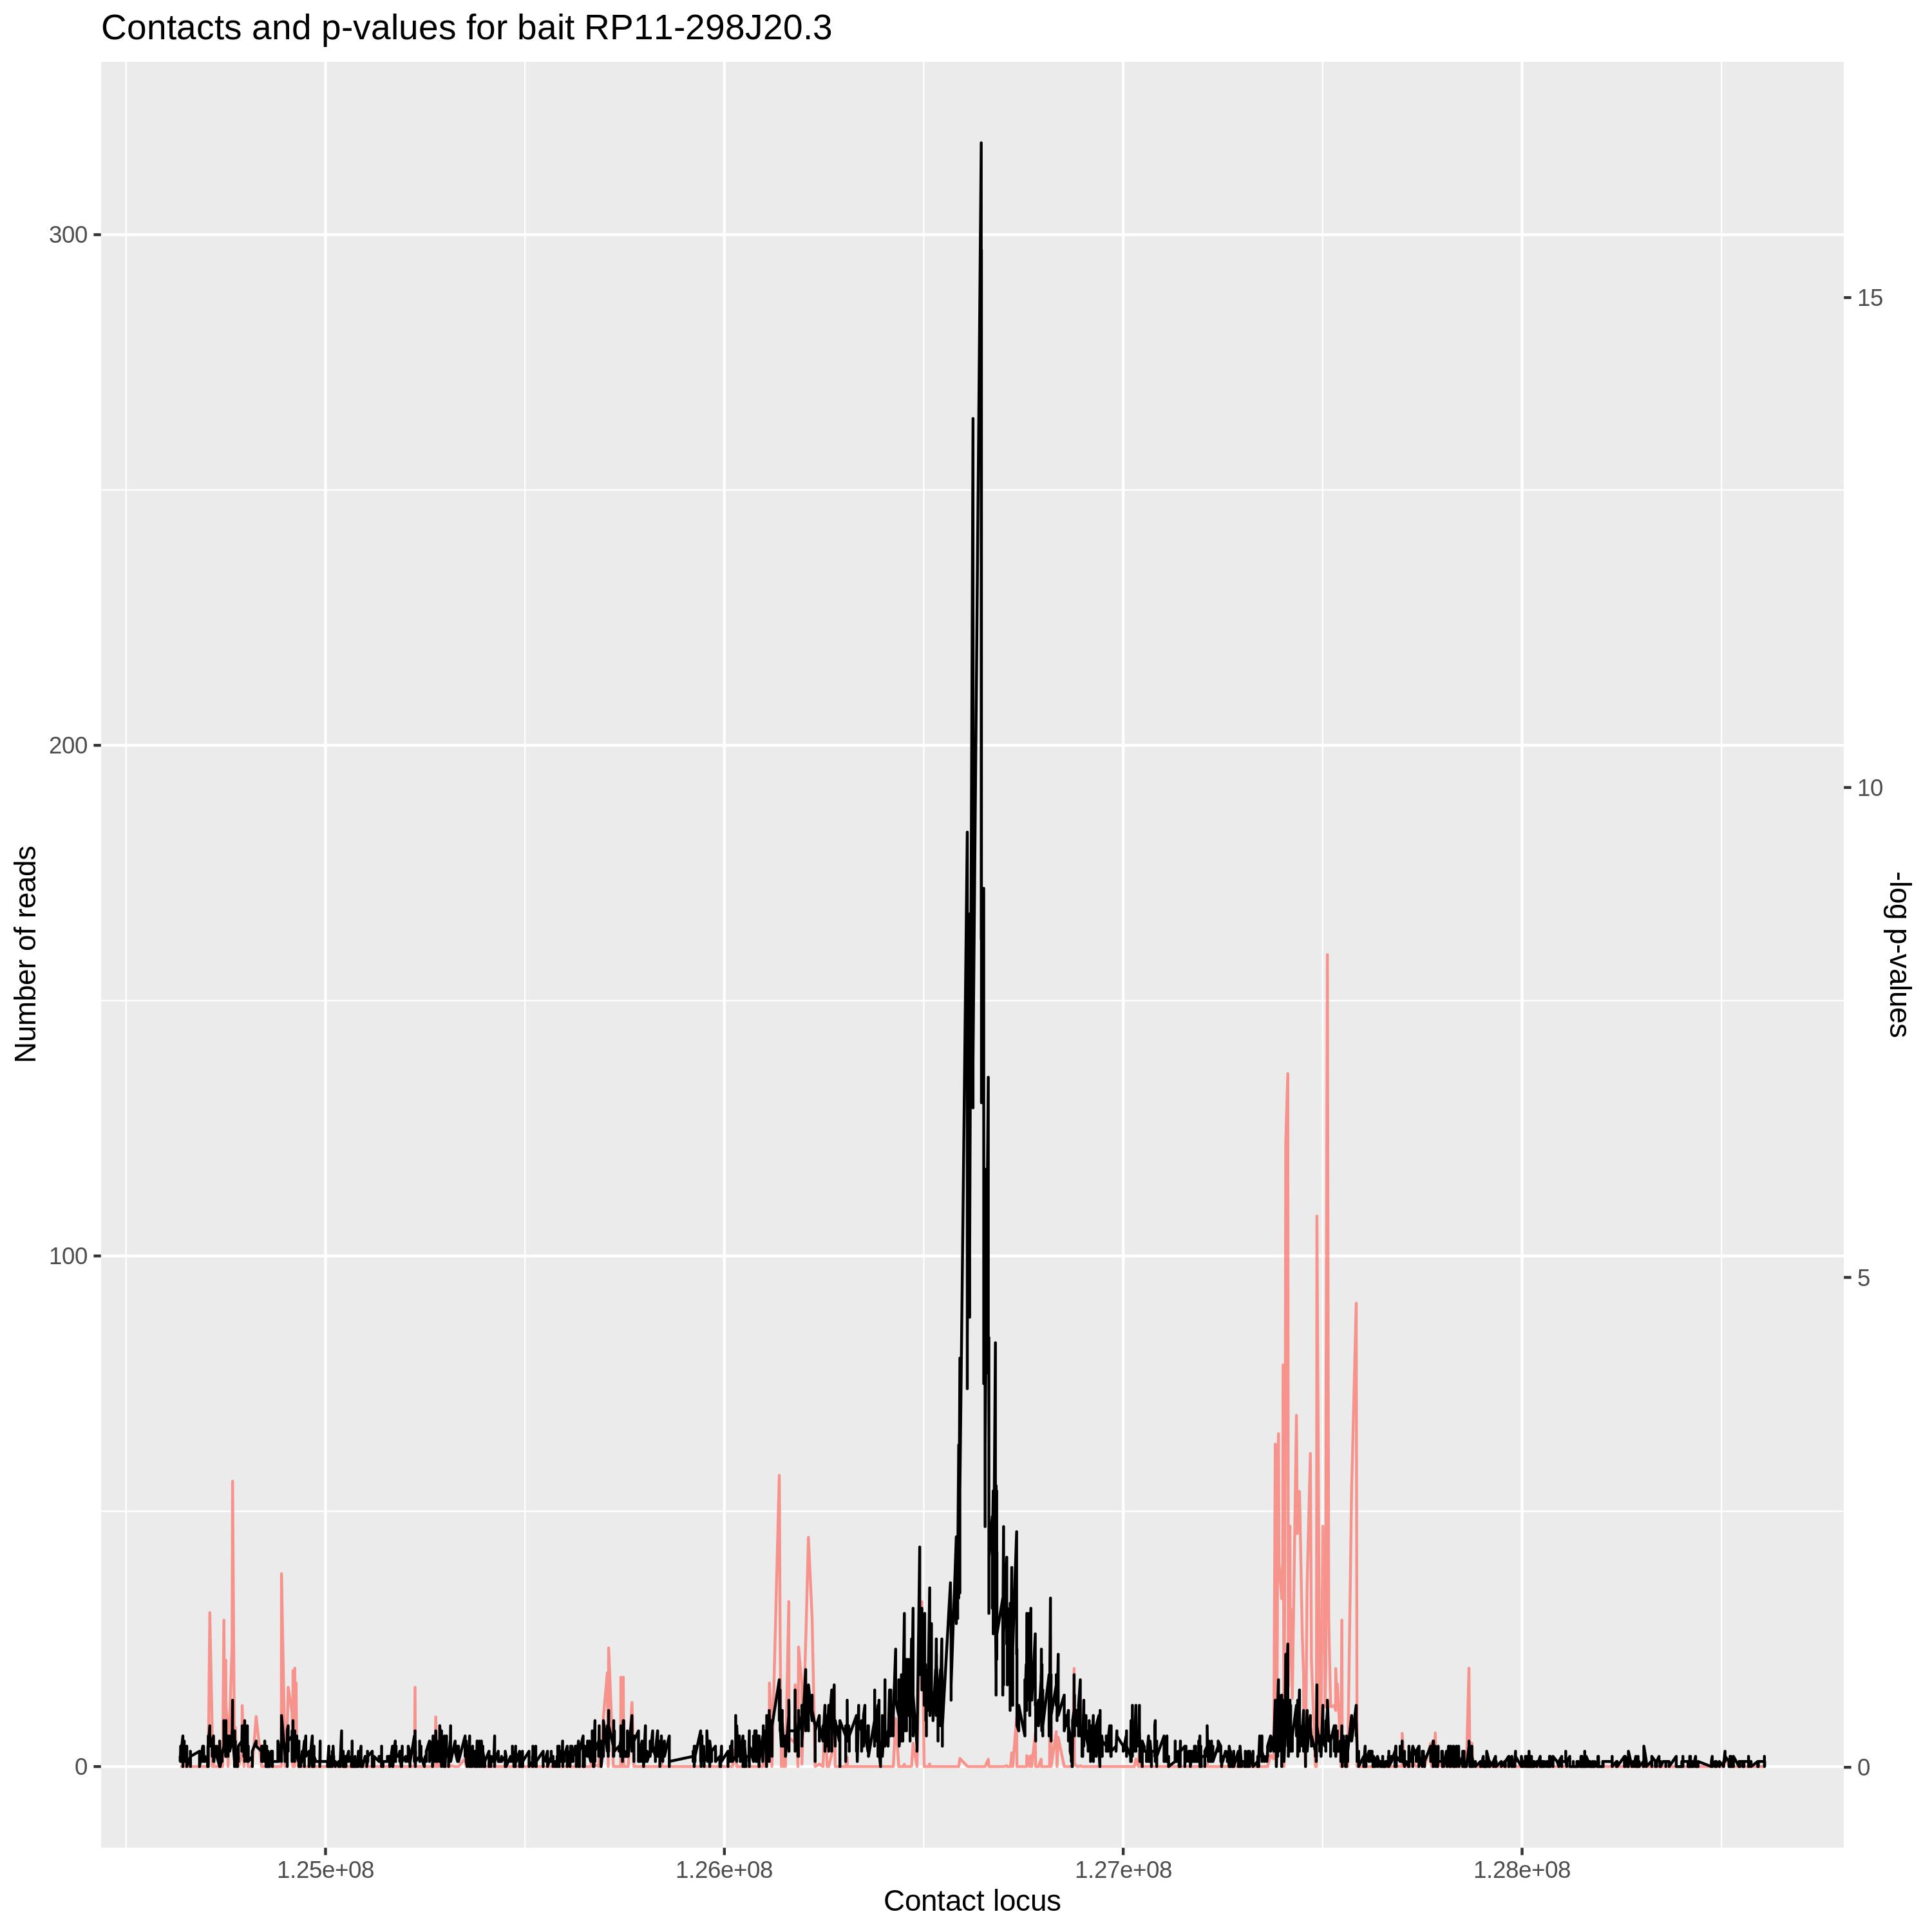 Contacts and p-values for bait RP11-298J20.3
300
200
100
0
Number of reads
15
10
5
0
-log p-values
1.25e+08
1.26e+08
1.27e+08
1.28e+08
Contact locus